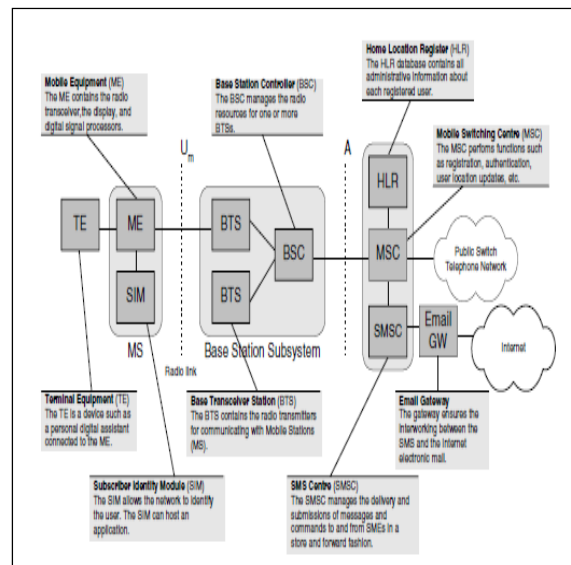 Home Location Register (HLR)
The HLR database contains all
administrative information about
each registered user.
Mobile Equipment (ME)
The ME contains the radio
transceiver,the display, and
digital signal processors.
Base Station Controller (BSC)
The BSC manages the radio
resources for one or more
BTSs.
Mobile Switching Centre (MSC)
The MSC perfoms functions such
as registration, authentication,
user location updates, etc.
Um
A
HLR
TE
ME
BTS
BSC
MSC
Public Switch
Telephone Network
SIM
BTS
SMSC
Email
GW
Internet
MS
Base Station Subsystem
Radio link
Terminal Equipment (TE)
The TE is a device such as
a personal digital assistant
connected to the ME.
Base Transceiver Station (BTS)
The BTS contains the radio transmitters
for communicating with Mobile Stations
(MS).
Email Gateway
The gateway ensures the
interworking between the
SMS and the Internet
electronic mail.
Subscriber Identity Module (SIM)
The SIM allows the network to identify
the user. The SIM can host an
application.
SMS Centre (SMSC)
The SMSC manages the delivery and
submissions of messages and
commands to and from SMEs in a
store and forward fashion.